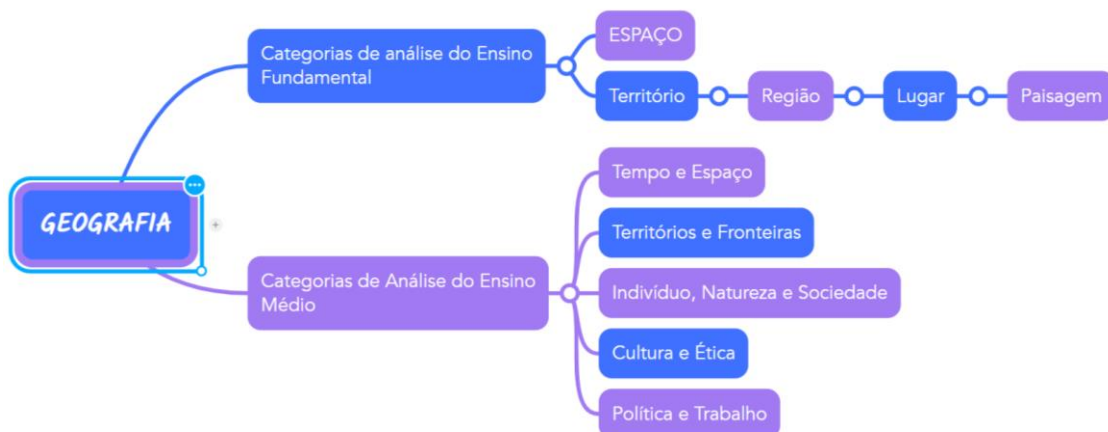 GEOGRAFIA
Categorias de análise do Ensino
Fundamental
ESPAÇO
Território
Região
Lugar
Paisagem
Categorias de Análise do Ensino
Médio
Tempo e Espaço
Territórios e Fronteiras
Indivíduo, Natureza e Sociedade
Cultura e Ética
Política e Trabalho